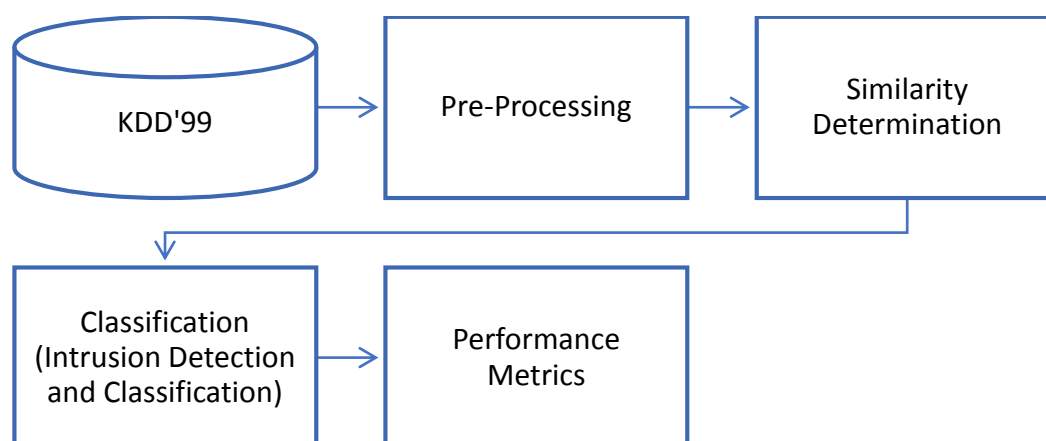 KDD'99
Pre-Processing
Similarity
Determination
Classification
(Intrusion Detection
and Classification)
Performance
Metrics